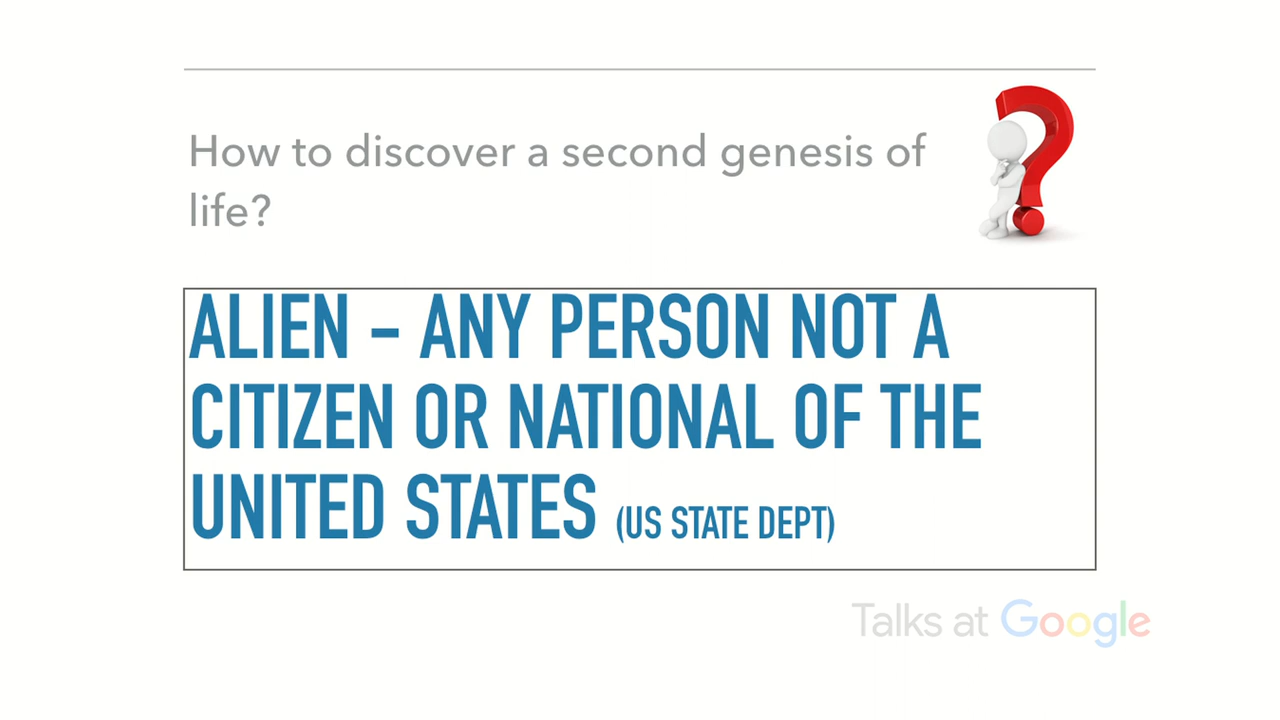 How to discover a second genesis of
life?
ALIEN – ANY PERSON NOT A
CITIZEN OR NATIONAL OF THE
UNITED STATES (US STATE DEPT)
Talks at Google